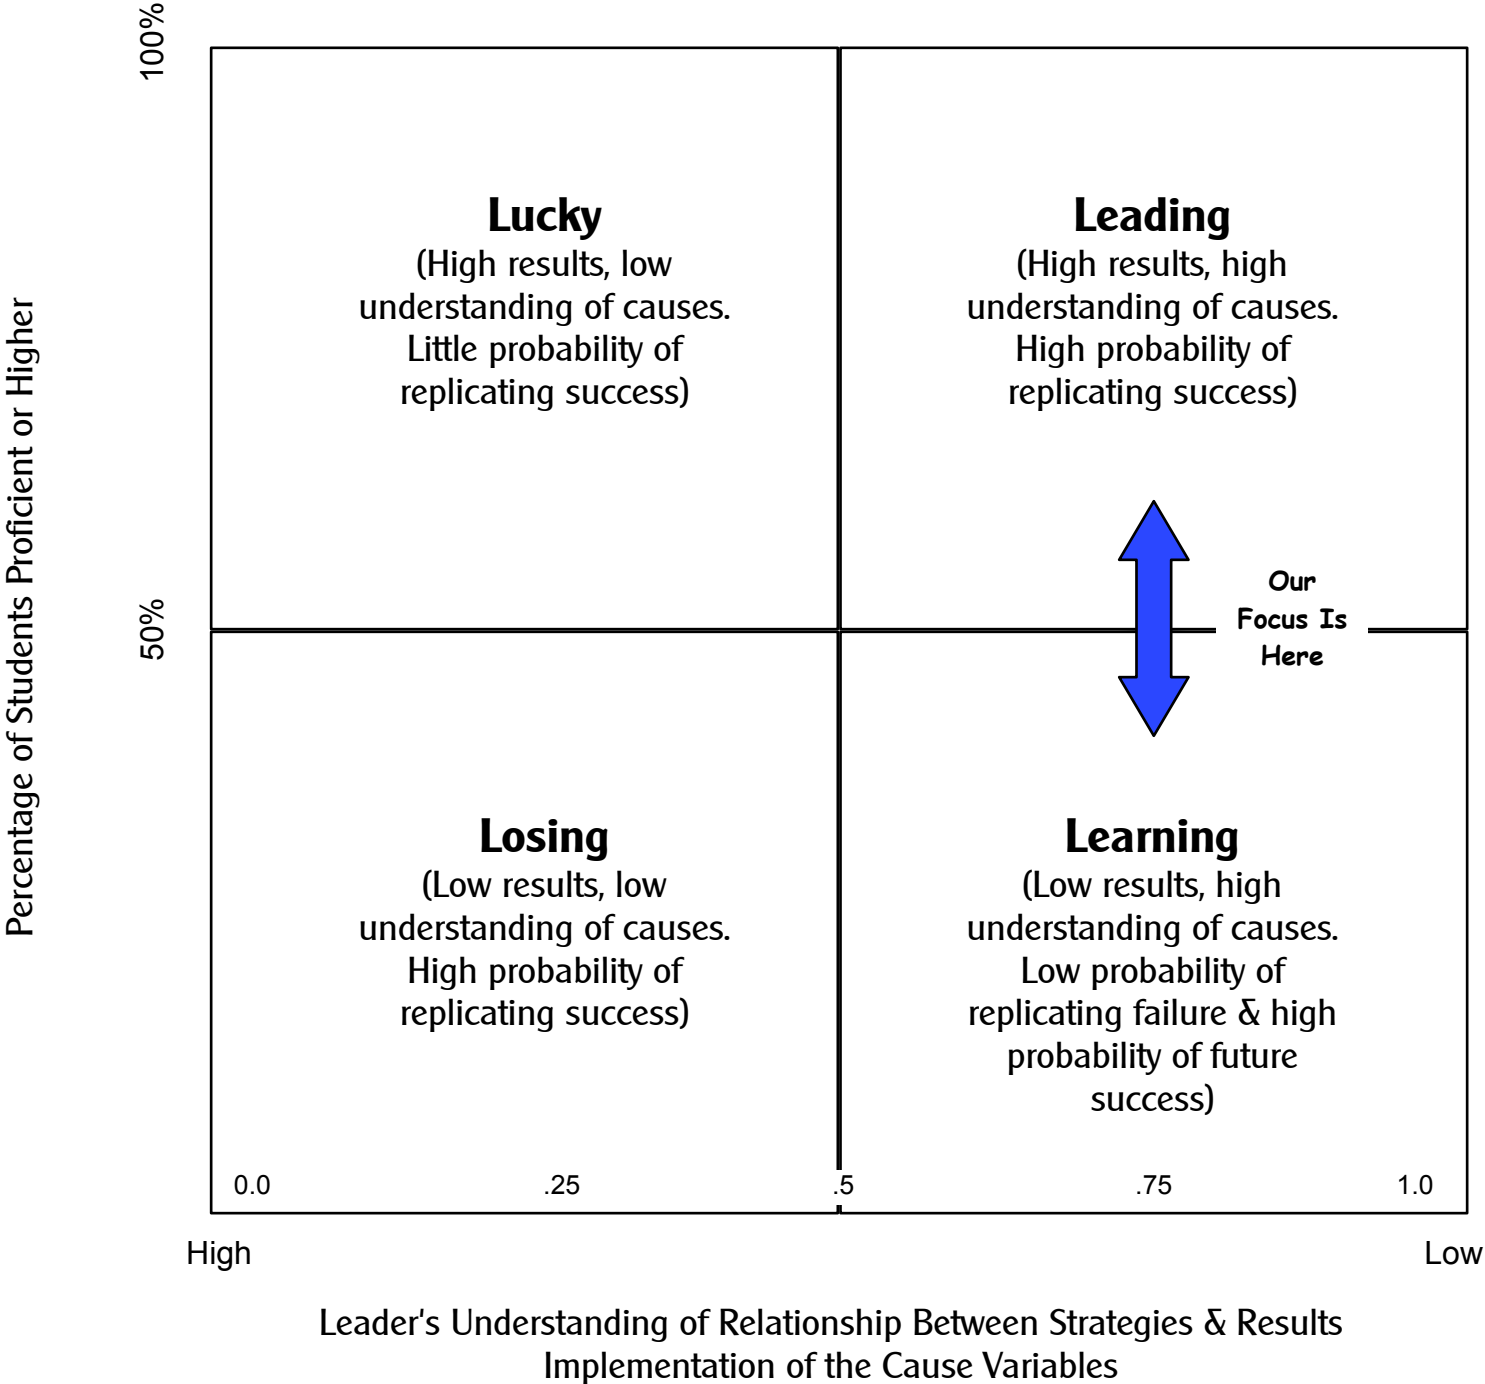 100%
Lucky
(High results, low
understanding of causes.
Little probability of
replicating success)
Leading
(High results, high
understanding of causes.
High probability of
replicating success)
Percentage of Students Proficient or Higher
50%
Our
Focus Is
Here
Losing
(Low results, low
understanding of causes.
High probability of
replicating success)
Learning
(Low results, high
understanding of causes.
Low probability of
replicating failure & high
probability of future
success)
0.0 .25 .5 .75 1.0
High Low
Leader's Understanding of Relationship Between Strategies & Results
Implementation of the Cause Variables